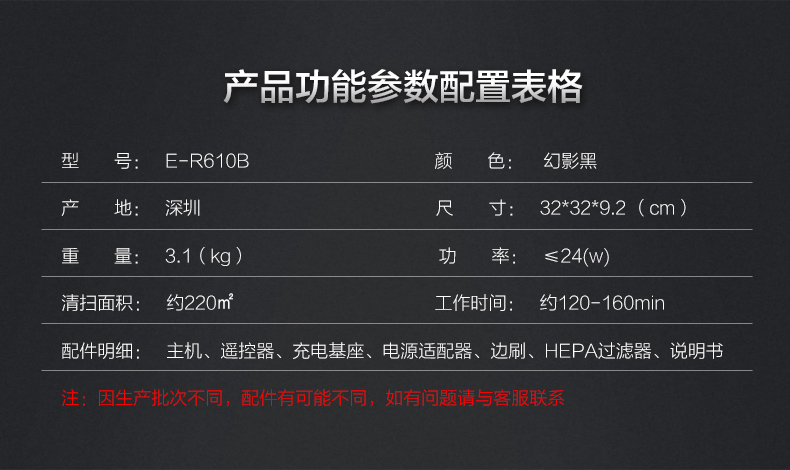 产品功能参数配置表格
型 号： E-R610B 颜 色： 幻影黑
产 地： 深圳 尺 寸： 32*32*9.2（cm）
重 量： 3.1（kg） 功 率： ≤24(w)
清扫面积： 约220㎡ 工作时间： 约120-160min
配件明细： 主机、遥控器、充电基座、电源适配器、边刷、HEPA过滤器、说明书
注：因生产批次不同，配件有可能不同，如有问题请与客服联系